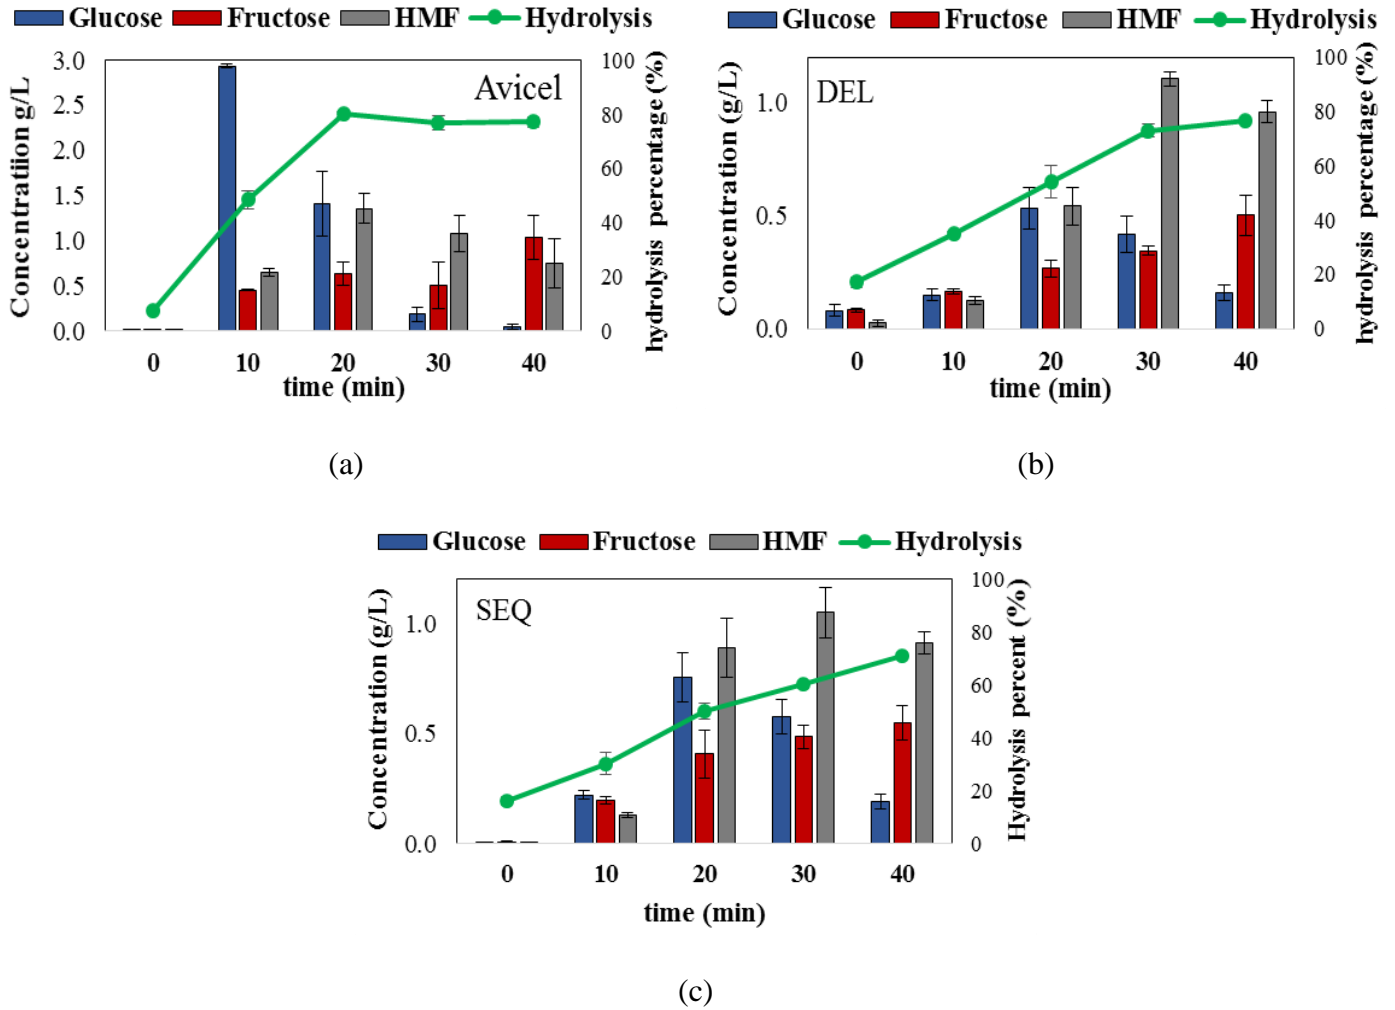 Glucose Fructose HMF Hydrolysis
Avicel
Concentratiion g/L
3.0
2.5
2.0
1.5
1.0
0.5
0.0
100
80
60
40
20
0
hydrolysis percentage (%)
0 10 20 30 40
time (min)
(a)
Glucose Fructose HMF Hydrolysis
DEL
Concentration (g/L)
1.0
0.5
0.0
100
80
60
40
20
0
hydrolysis percentage (%)
0 10 20 30 40
time (min)
(b)
Glucose Fructose HMF Hydrolysis
SEQ
Concentration (g/L)
1.0
0.5
0.0
100
80
60
40
20
0
Hydrolysis percent (%)
0 10 20 30 40
time (min)
(c)